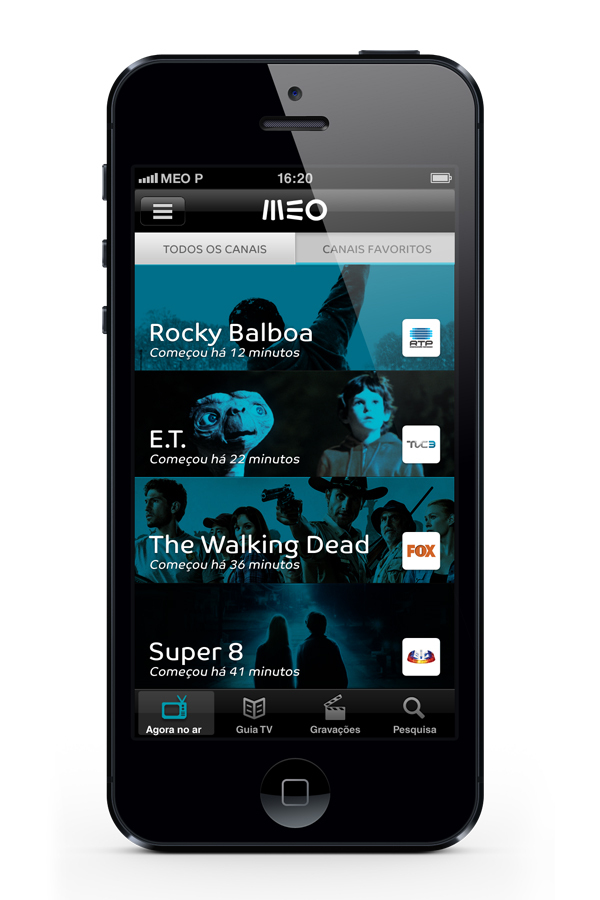 MEO P
16:20
MEO
TODOS OS CANAIS
CANAIS FAVORITOS
Rocky Balboa
Começou há 12 minutos
RTP
E.T.
Começou há 22 minutos
TVC3
The Walking Dead
Começou há 36 minutos
FOX
Super 8
Começou há 41 minutos
SIC
Agora no ar
Guia TV
Gravações
Pesquisa